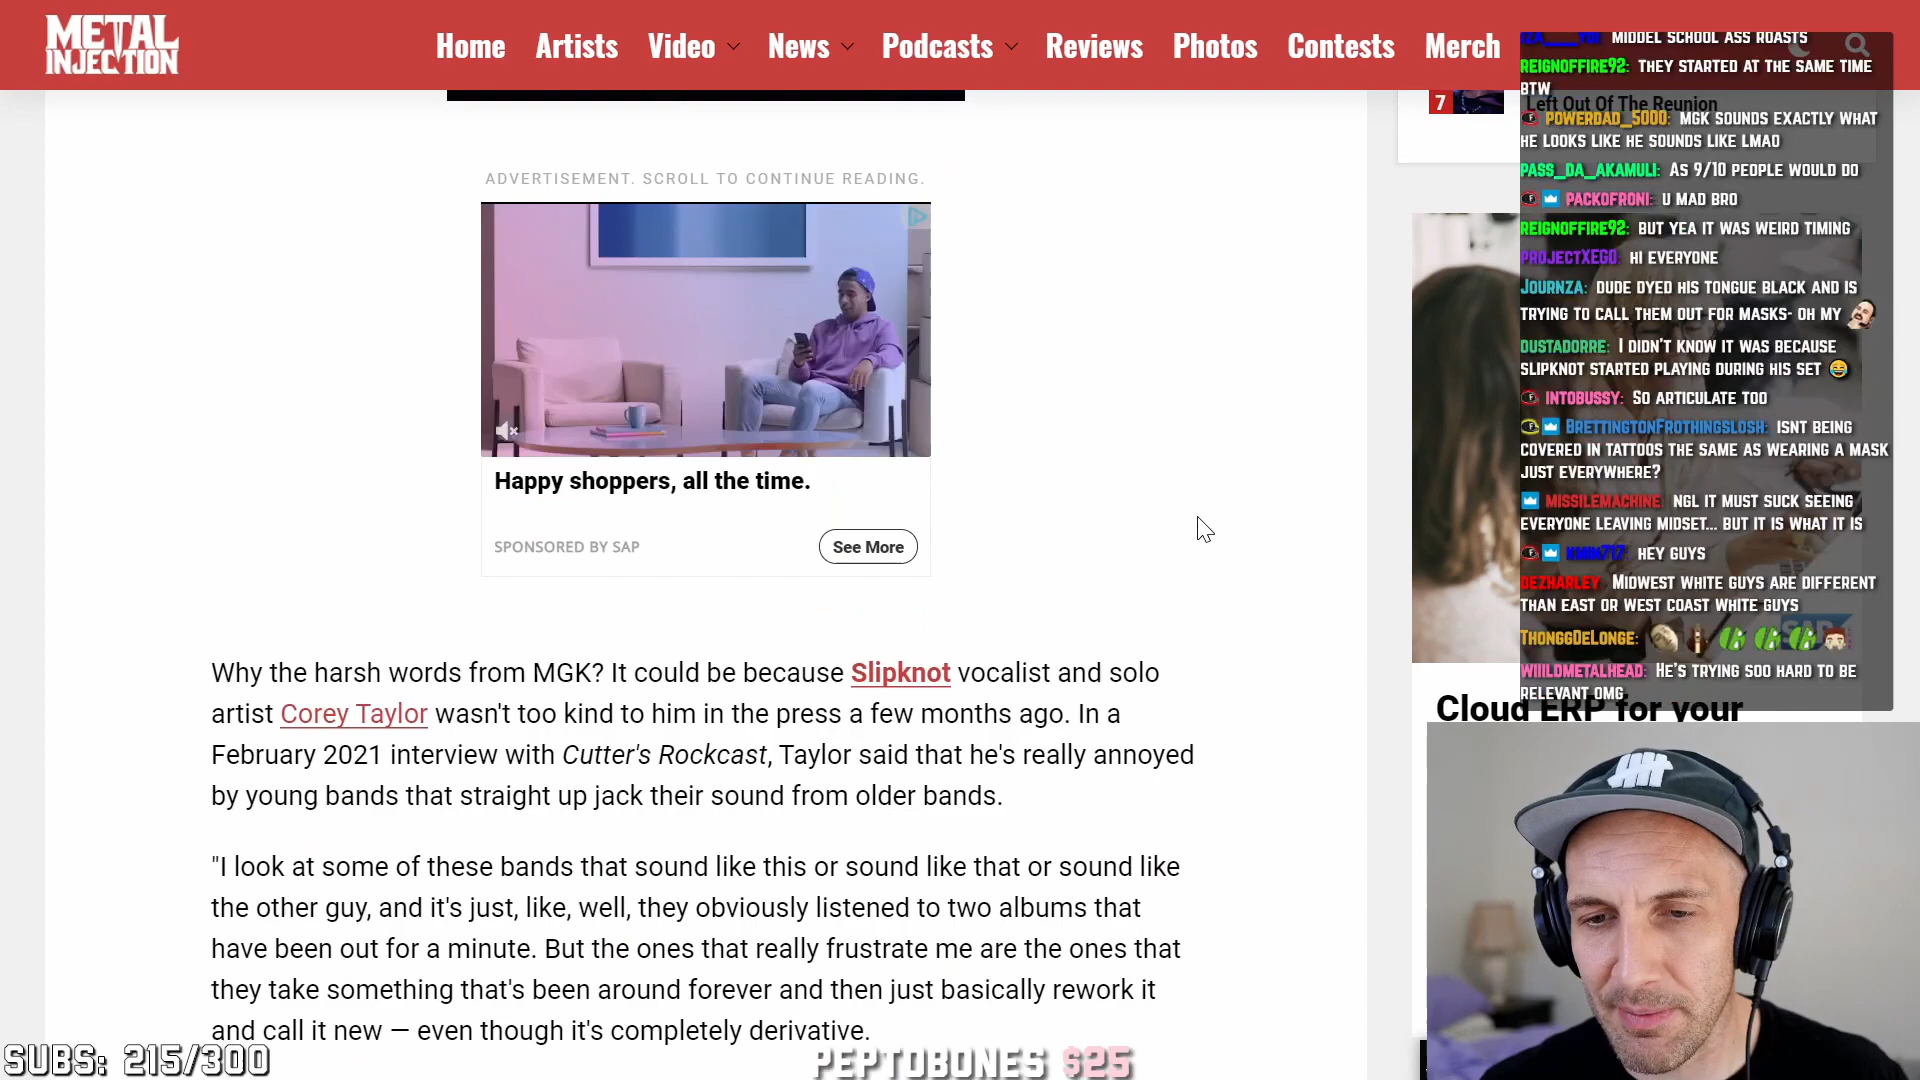 METAL
INJECTION
Home Artists Video News Podcasts Reviews Photos Contests Merch
7 Left Out Of The Reunion
ADVERTISEMENT. SCROLL TO CONTINUE READING.
Happy shoppers, all the time.
SPONSORED BY SAP
See More
Why the harsh words from MGK? It could be because Slipknot vocalist and solo
artist Corey Taylor wasn't too kind to him in the press a few months ago. In a
February 2021 interview with Cutter's Rockcast, Taylor said that he's really annoyed
by young bands that straight up jack their sound from older bands.
"I look at some of these bands that sound like this or sound like that or sound like
the other guy, and it's just, like, well, they obviously listened to two albums that
have been out for a minute. But the ones that really frustrate me are the ones that
they take something that's been around forever and then just basically rework it
and call it new — even though it's completely derivative.
MIDDEL SCHOOL ASS ROASTS
REIGNOFFIRE92: THEY STARTED AT THE SAME TIME
BTW
POWERDAD_5000: MGK SOUNDS EXACTLY WHAT
HE LOOKS LIKE HE SOUNDS LIKE LMAO
PASS_DA_AKAMULI: AS 9/10 PEOPLE WOULD DO
PACKOFRONI: U MAD BRO
REIGNOFFIRE92: BUT YEA IT WAS WEIRD TIMING
PROJECTXEGO: HI EVERYONE
JOURNZA: DUDE DYED HIS TONGUE BLACK AND IS
TRYING TO CALL THEM OUT FOR MASKS- OH MY
DUSTADORRE: I DIDN'T KNOW IT WAS BECAUSE
SLIPKNOT STARTED PLAYING DURING HIS SET
INTOBUSSY: SO ARTICULATE TOO
BRETTINGTONFROTHINGSLOSH: ISNT BEING
COVERED IN TATTOOS THE SAME AS WEARING A MASK
JUST EVERYWHERE?
MISSILEMACHINE: NGL IT MUST SUCK SEEING
EVERYONE LEAVING MIDSET... BUT IT IS WHAT IT IS
KMIN717: HEY GUYS
DEZHARLEY: MIDWEST WHITE GUYS ARE DIFFERENT
THAN EAST OR WEST COAST WHITE GUYS
THONGGDELONGE:
WIIILDMETALHEAD: HE'S TRYING SOO HARD TO BE
RELEVANT OMG
SAP
Cloud ERP for your
SUBS: 215/300
PEPTOBONES $25